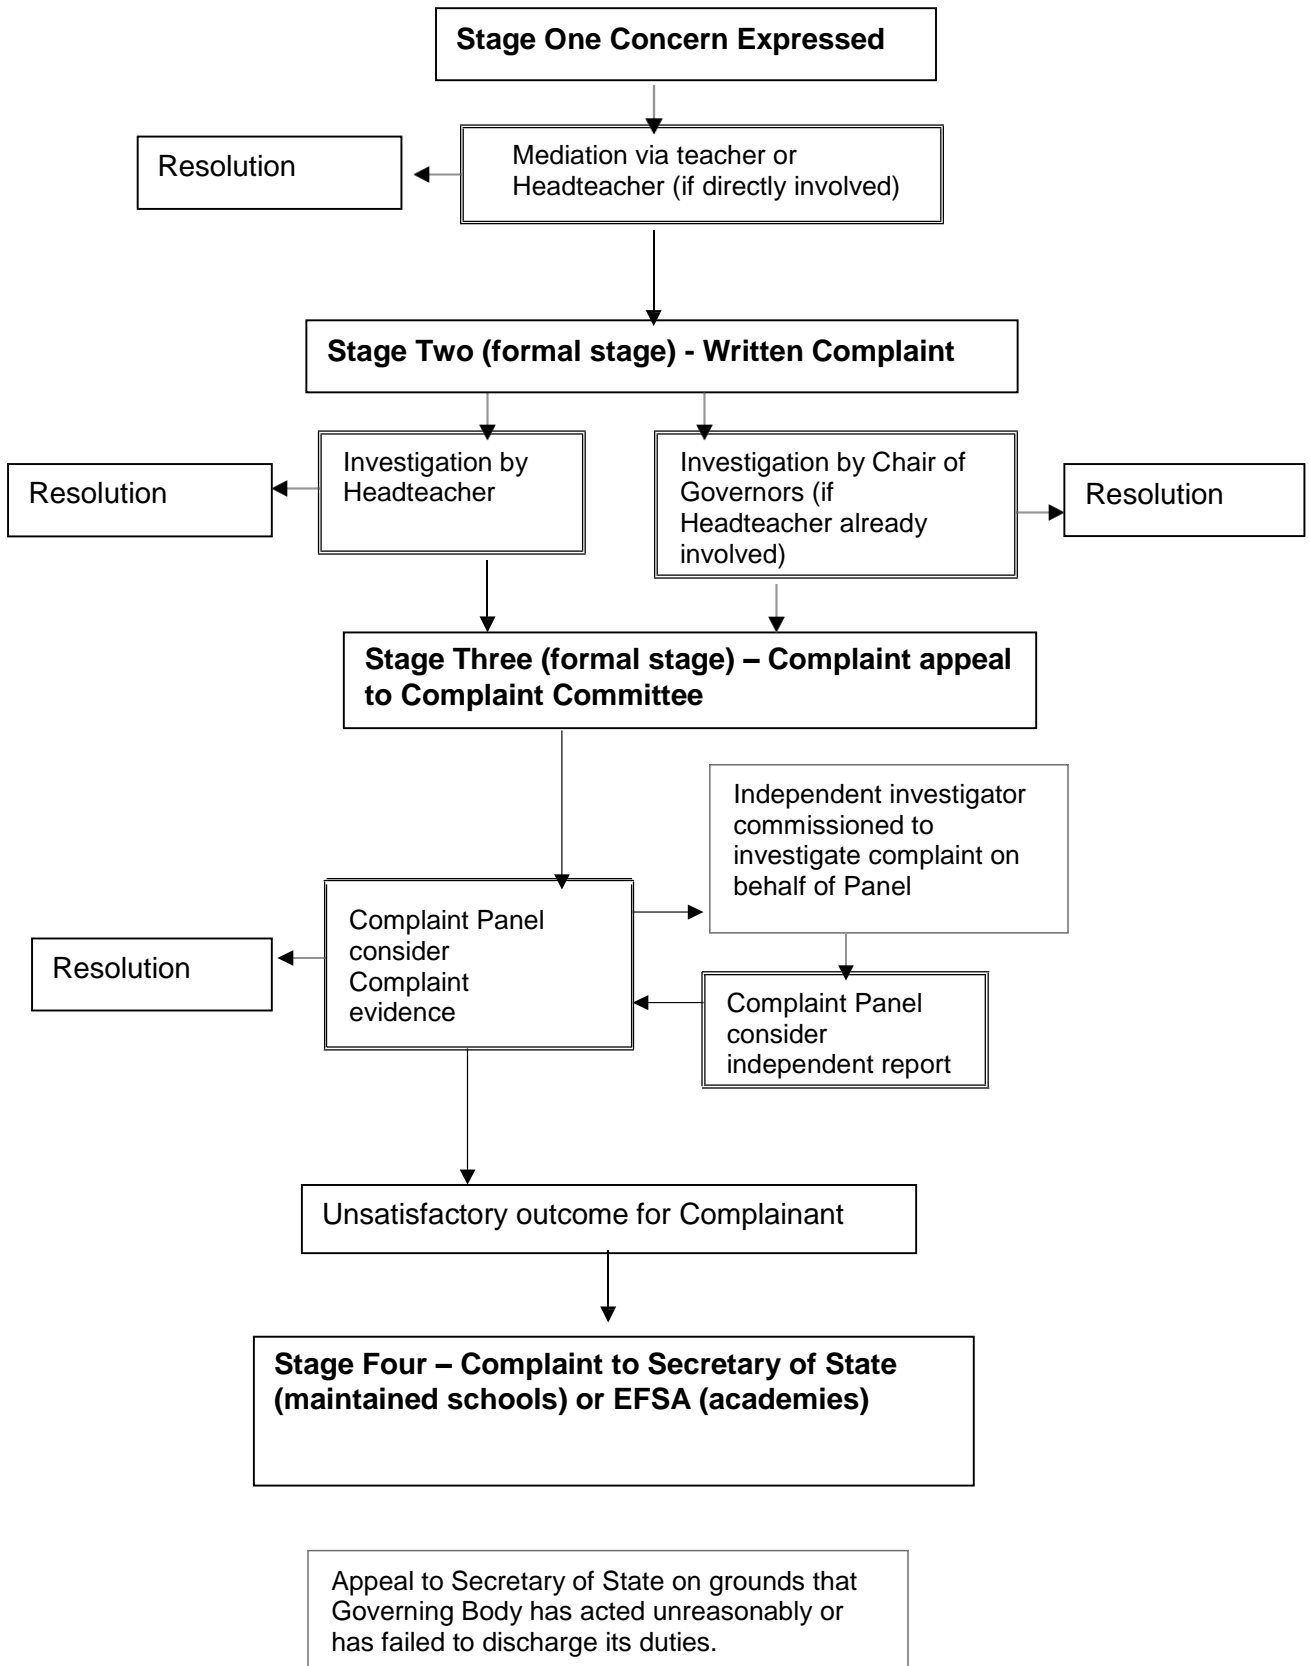 Stage One Concern Expressed
Mediation via teacher or
Headteacher (if directly involved)
Resolution
Stage Two (formal stage) - Written Complaint
Investigation by
Headteacher
Resolution
Investigation by Chair of
Governors (if
Headteacher already
involved)
Resolution
Stage Three (formal stage) – Complaint appeal
to Complaint Committee
Independent investigator
commissioned to
investigate complaint on
behalf of Panel
Complaint Panel
consider
Complaint
evidence
Resolution
Complaint Panel
consider
independent report
Unsatisfactory outcome for Complainant
Stage Four – Complaint to Secretary of State
(maintained schools) or EFSA (academies)
Appeal to Secretary of State on grounds that
Governing Body has acted unreasonably or
has failed to discharge its duties.